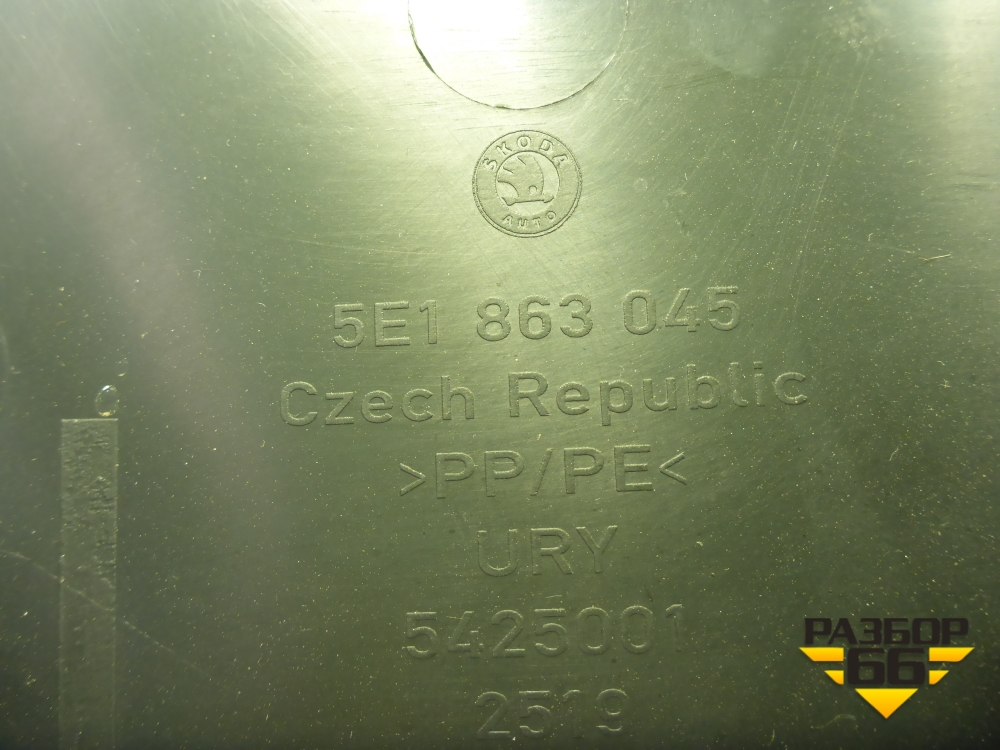 ŠKODA
AUTO
5E1 863 045
Czech Republic
>PP/PE<
URY
5425001
2519
РАЗБОР
66